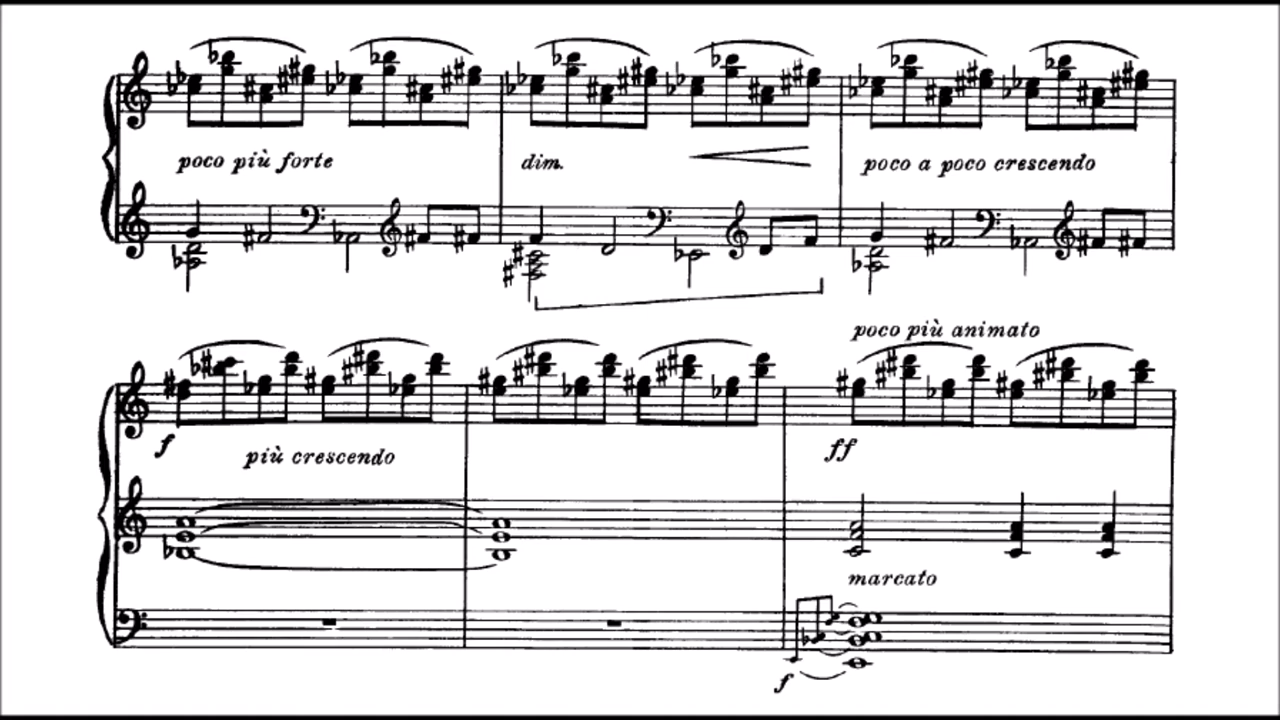 poco più forte
dim.
poco a poco crescendo
poco più animato
f
più crescendo
ff
marcato
f